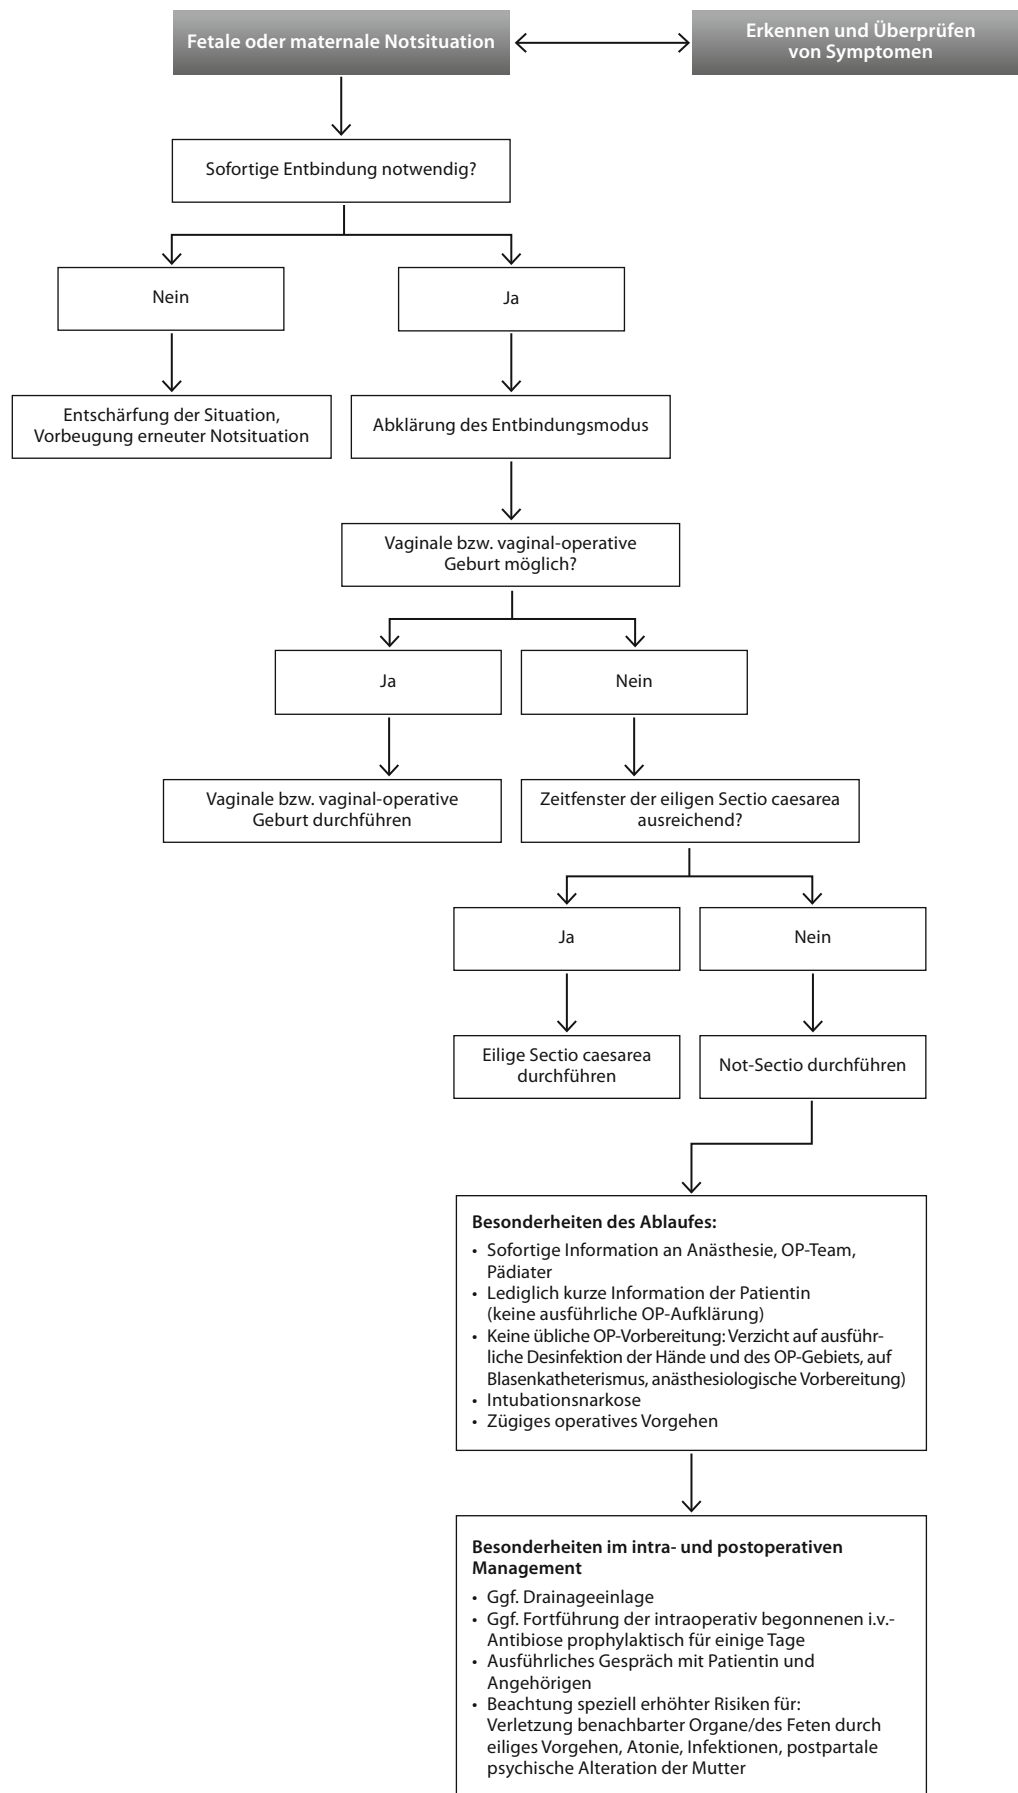 Fetale oder maternale Notsituation
Erkennen und Überprüfen
von Symptomen
Sofortige Entbindung notwendig?
Nein
Ja
Entschärfung der Situation,
Vorbeugung erneuter Notsituation
Abklärung des Entbindungsmodus
Vaginale bzw. vaginal-operative
Geburt möglich?
Ja
Nein
Vaginale bzw. vaginal-operative
Geburt durchführen
Zeitfenster der eiligen Sectio caesarea
ausreichend?
Ja
Nein
Eilige Sectio caesarea
durchführen
Not-Sectio durchführen
Besonderheiten des Ablaufes:
• Sofortige Information an Anästhesie, OP-Team,
Pädiater
• Lediglich kurze Information der Patientin
(keine ausführliche OP-Aufklärung)
• Keine übliche OP-Vorbereitung: Verzicht auf ausführ-
liche Desinfektion der Hände und des OP-Gebiets, auf
Blasenkatheterismus, anästhesiologische Vorbereitung)
• Intubationsnarkose
• Zügiges operatives Vorgehen
Besonderheiten im intra- und postoperativen
Management
• Ggf. Drainageeinlage
• Ggf. Fortführung der intraoperativ begonnenen i.v.-
Antibiose prophylaktisch für einige Tage
• Ausführliches Gespräch mit Patientin und
Angehörigen
• Beachtung speziell erhöhter Risiken für:
Verletzung benachbarter Organe/des Feten durch
eiliges Vorgehen, Atonie, Infektionen, postpartale
psychische Alteration der Mutter